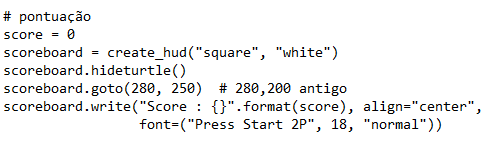 # pontuação
score = 0
scoreboard = create_hud("square", "white")
scoreboard.hideturtle()
scoreboard.goto(280, 250)  # 280,200 antigo
scoreboard.write("Score : {}".format(score), align="center",
                 font=("Press Start 2P", 18, "normal"))